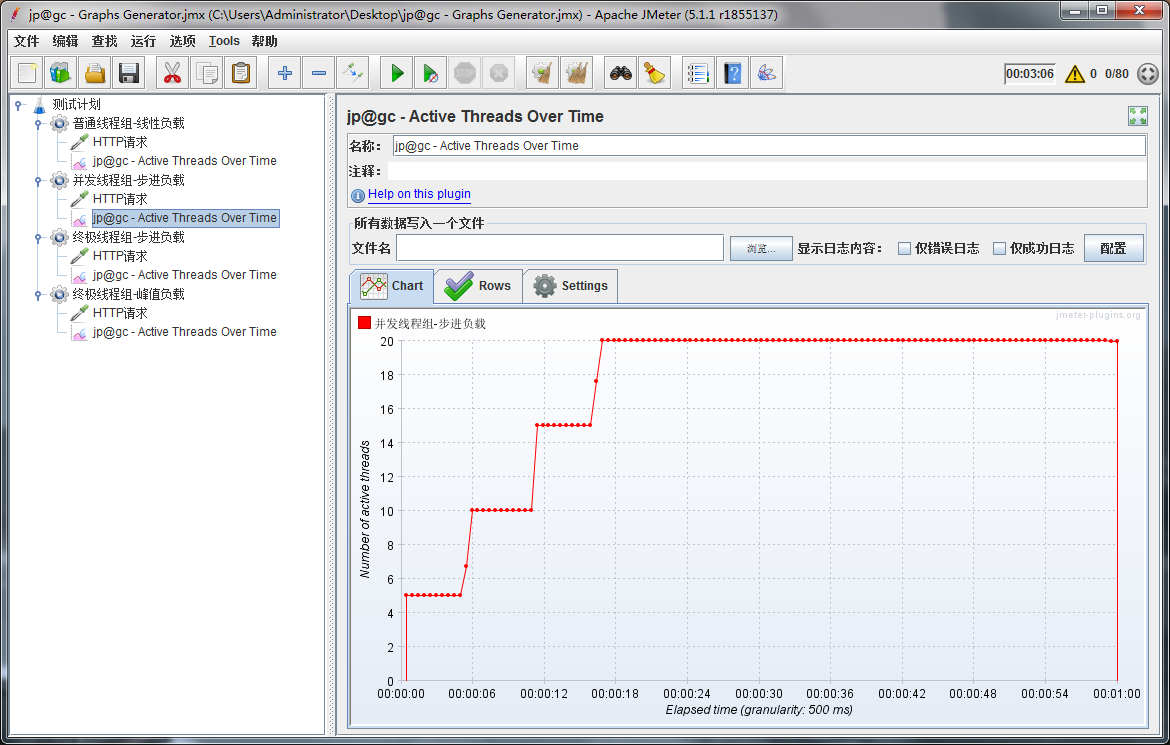 jp@gc - Graphs Generator.jmx (C:\Users\Administrator\Desktop\jp@gc - Graphs Generator.jmx) - Apache JMeter (5.1.1 r1855137)
文件 编辑 查找 运行 选项 Tools 帮助
STOP 00:03:06 0 0/80
测试计划
普通线程组-线性负载
HTTP请求
jp@gc - Active Threads Over Time
并发线程组-步进负载
HTTP请求
jp@gc - Active Threads Over Time
终极线程组-步进负载
HTTP请求
jp@gc - Active Threads Over Time
终极线程组-峰值负载
HTTP请求
jp@gc - Active Threads Over Time
jp@gc - Active Threads Over Time
名称： jp@gc - Active Threads Over Time
注释：
Help on this plugin
所有数据写入一个文件
文件名 浏览... 显示日志内容： 仅错误日志 仅成功日志 配置
Chart Rows Settings
jmeter-plugins.org
并发线程组-步进负载
20
18
16
14
12
10
8
6
4
2
0
Number of active threads
00:00:00 00:00:06 00:00:12 00:00:18 00:00:24 00:00:30 00:00:36 00:00:42 00:00:48 00:00:54 00:01:00
Elapsed time (granularity: 500 ms)